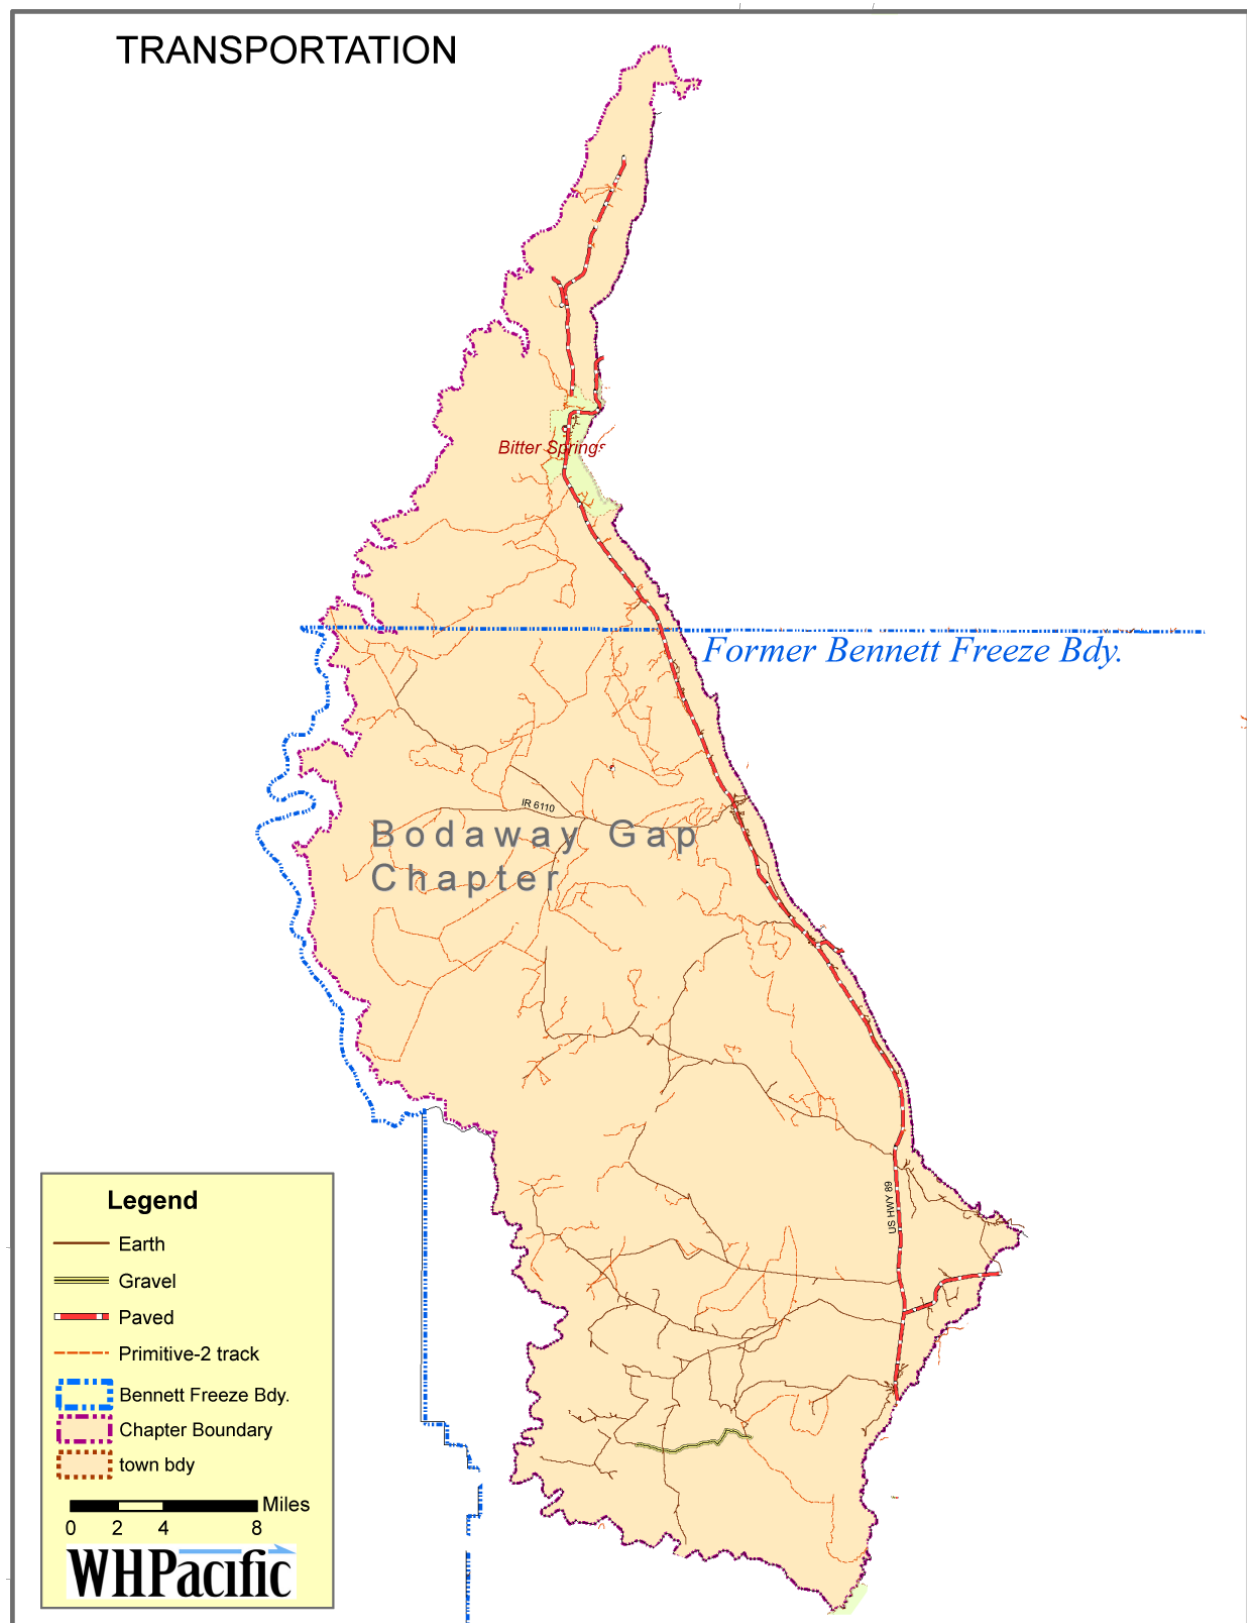 TRANSPORTATION
Bitter Springs
Former Bennett Freeze Bdy.
IR 6110
Bodaway Gap
Chapter
US HWY 89
Legend
Earth
Gravel
Paved
Primitive-2 track
Bennett Freeze Bdy.
Chapter Boundary
town bdy
Miles
0 2 4 8
WHPacific